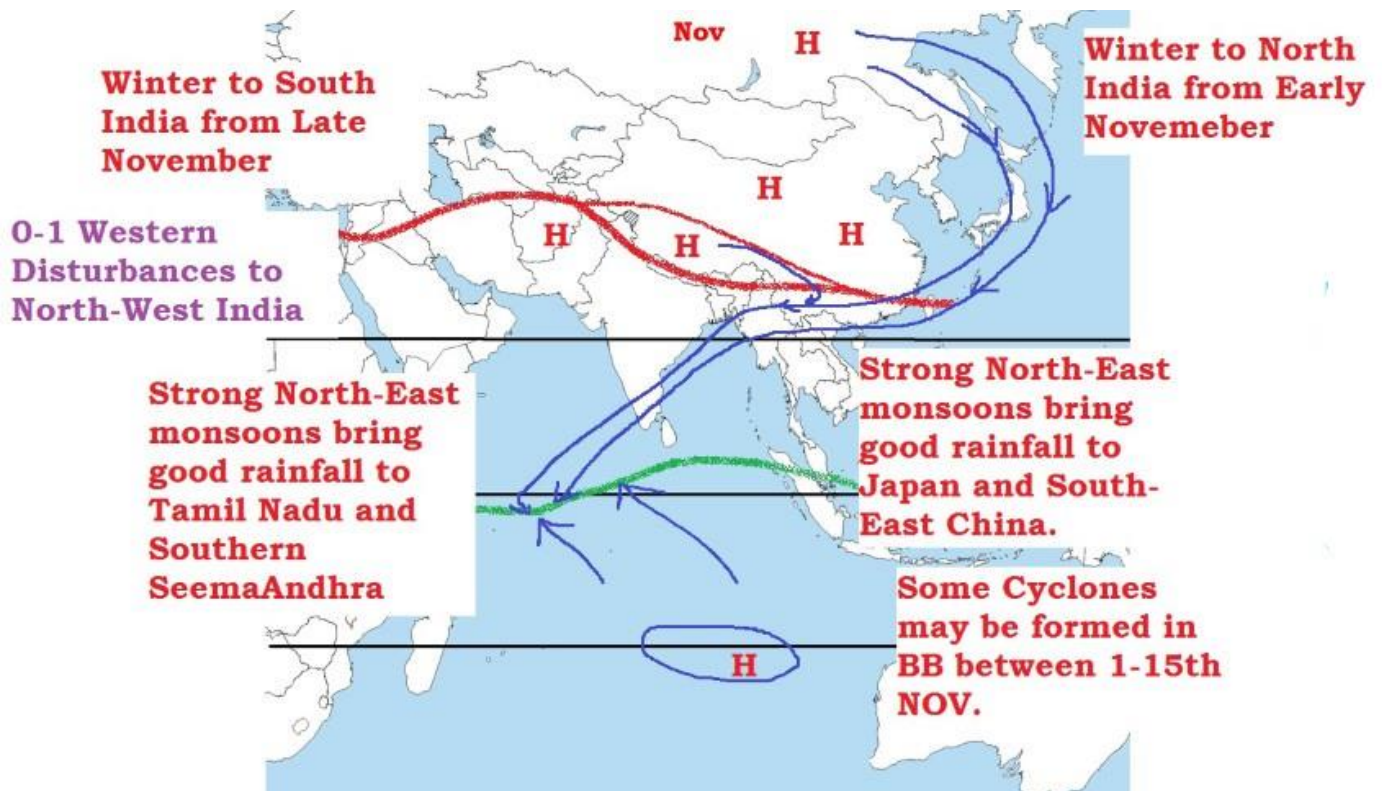 Nov
H
Winter to North
India from Early
Novemeber
Winter to South
India from Late
November
H
0-1 Western
Disturbances to
North-West India
H
H
H
Strong North-East
monsoons bring
good rainfall to
Tamil Nadu and
Southern
SeemaAndhra
Strong North-East
monsoons bring
good rainfall to
Japan and South-
East China.
Some Cyclones
may be formed in
BB between 1-15th
NOV.
H